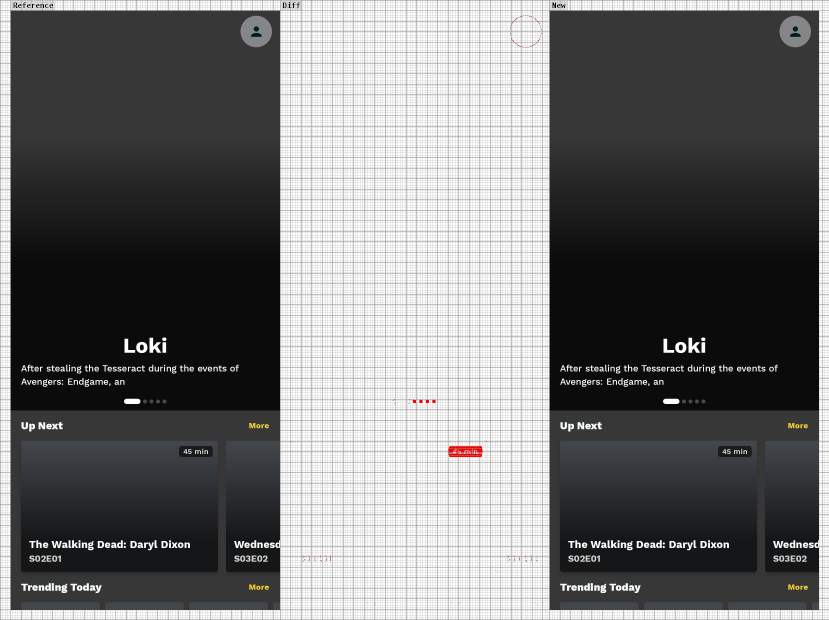 Reference
Diff
New
Loki
After stealing the Tesseract during the events of
Avengers: Endgame, an
Up Next
More
45 min
The Walking Dead: Daryl Dixon
S02E01
Wednesd
S03E02
Trending Today
More
45 min
Loki
After stealing the Tesseract during the events of
Avengers: Endgame, an
Up Next
More
45 min
The Walking Dead: Daryl Dixon
S02E01
Wednes
S03E02
Trending Today
More